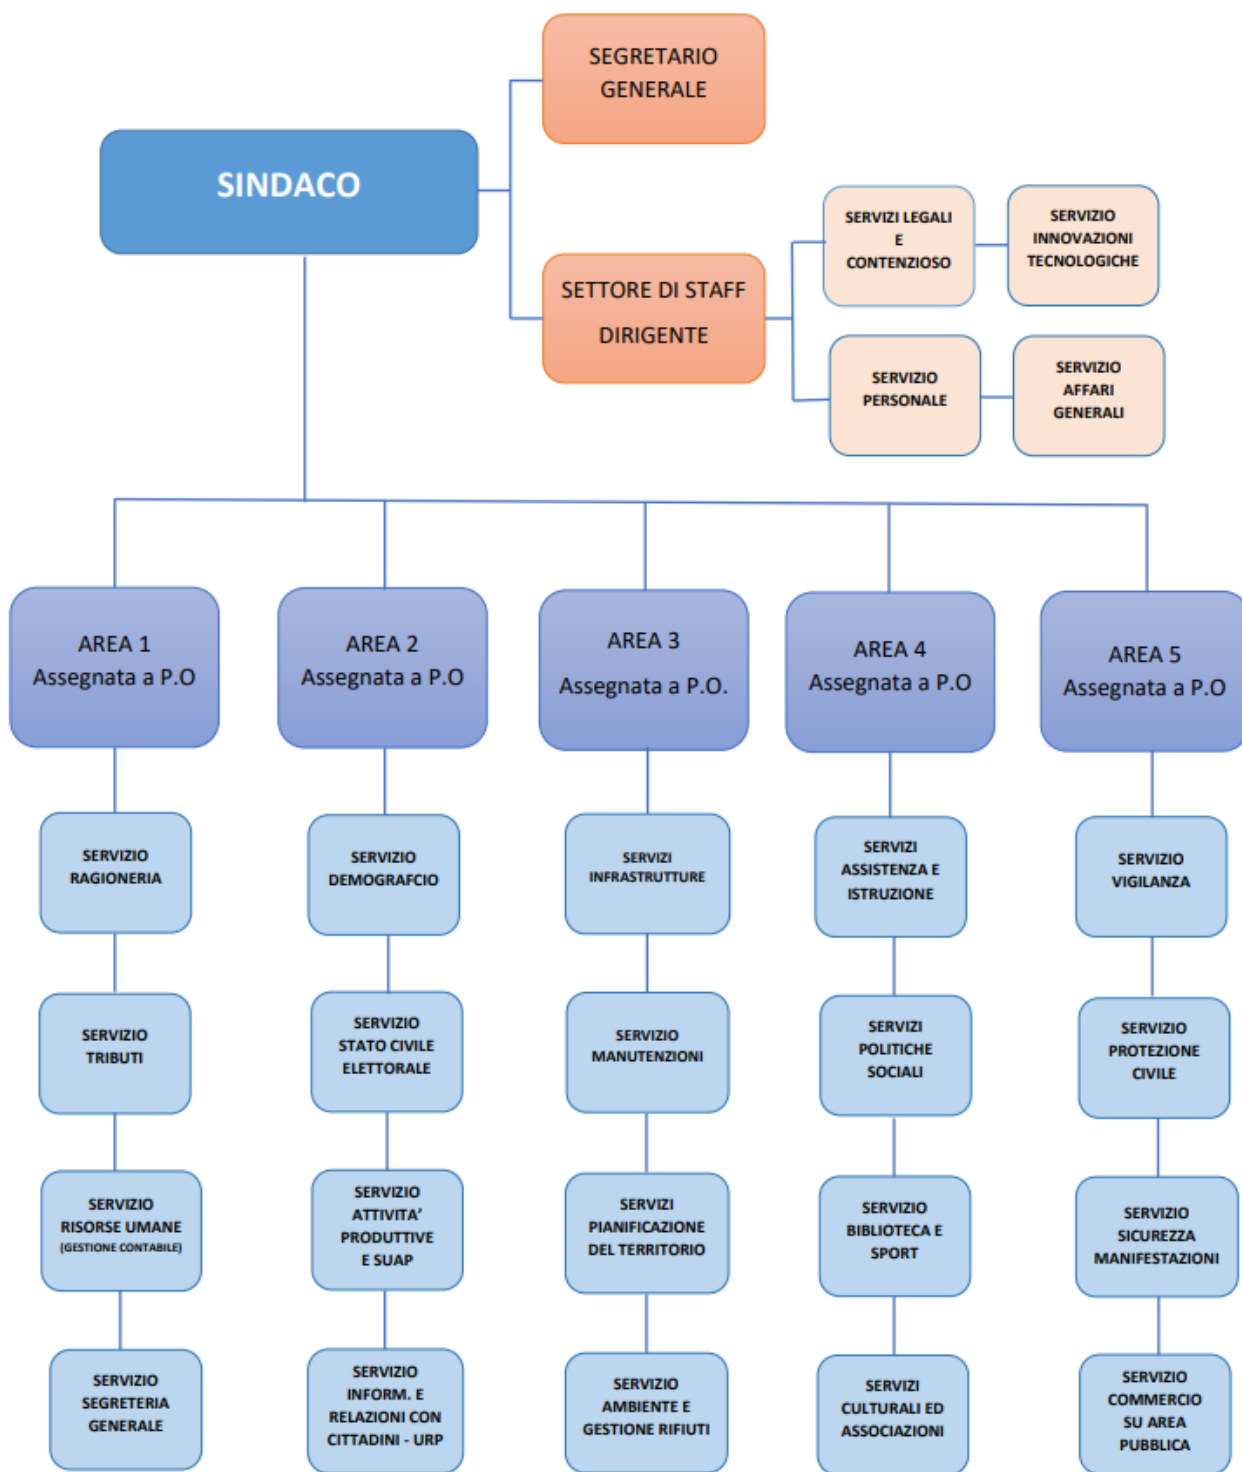 SEGRETARIO
GENERALE
SINDACO
SERVIZI LEGALI
E
CONTENZIOSO
SERVIZIO
INNOVAZIONI
TECNOLOGICHE
SETTORE DI STAFF
DIRIGENTE
SERVIZIO
PERSONALE
SERVIZIO
AFFARI
GENERALI
AREA 1
Assegnata a P.O
AREA 2
Assegnata a P.O
AREA 3
Assegnata a P.O.
AREA 4
Assegnata a P.O
AREA 5
Assegnata a P.O
SERVIZIO
RAGIONERIA
SERVIZIO
DEMOGRAFCIO
SERVIZI
INFRASTRUTTURE
SERVIZI
ASSISTENZA E
ISTRUZIONE
SERVIZIO
VIGILANZA
SERVIZIO
TRIBUTI
SERVIZIO
STATO CIVILE
ELETTORALE
SERVIZIO
MANUTENZIONI
SERVIZI
POLITICHE
SOCIALI
SERVIZIO
PROTEZIONE
CIVILE
SERVIZIO
RISORSE UMANE
(GESTIONE CONTABILE)
SERVIZIO
ATTIVITA’
PRODUTTIVE
E SUAP
SERVIZI
PIANIFICAZIONE
DEL TERRITORIO
SERVIZIO
BIBLIOTECA E
SPORT
SERVIZIO
SICUREZZA
MANIFESTAZIONI
SERVIZIO
SEGRETERIA
GENERALE
SERVIZIO
INFORM. E
RELAZIONI CON
CITTADINI - URP
SERVIZIO
AMBIENTE E
GESTIONE RIFIUTI
SERVIZI
CULTURALI ED
ASSOCIAZIONI
SERVIZIO
COMMERCIO
SU AREA
PUBBLICA